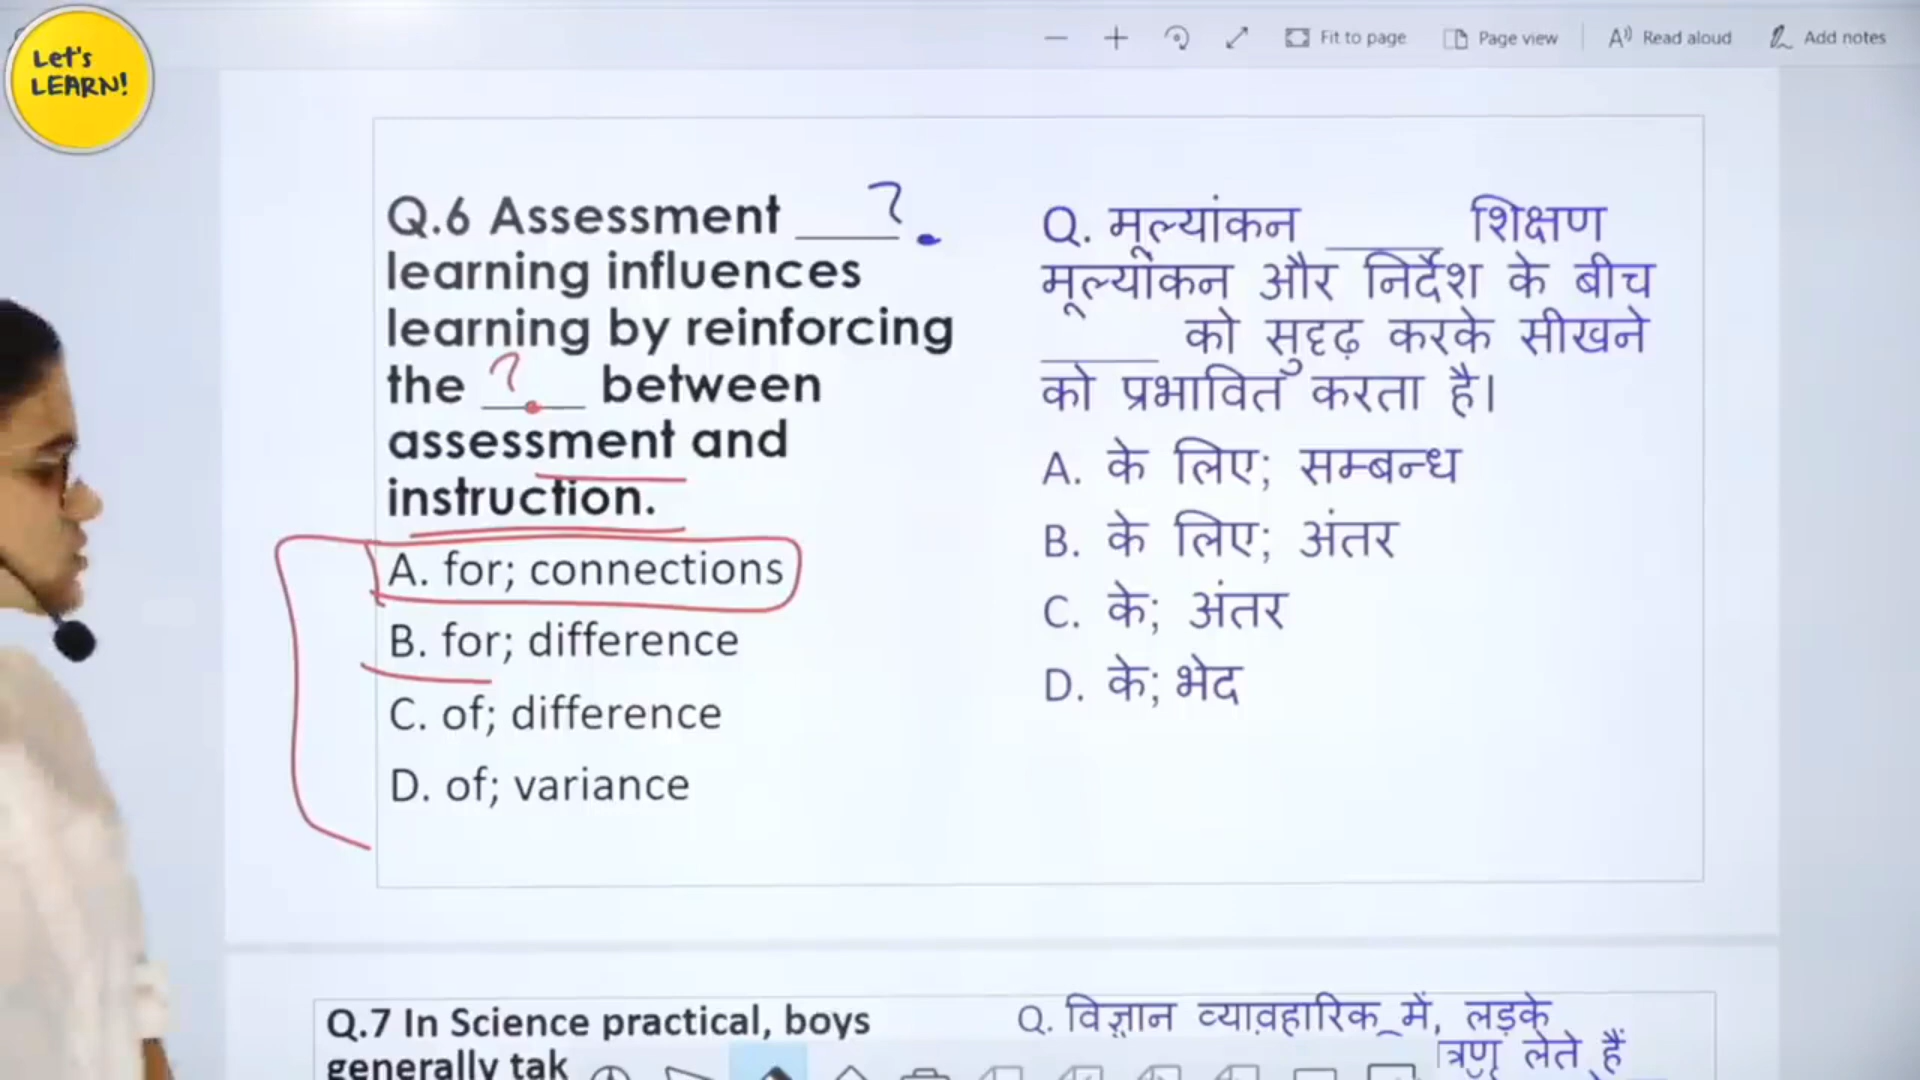 Let's
LEARN!
Fit to page
Page view
Read aloud
Add notes
Q.6 Assessment ____ ?
learning influences
learning by reinforcing
the ____ ? between
assessment and
instruction.
A. for; connections
B. for; difference
C. of; difference
D. of; variance
Q. मूल्यांकन ____ शिक्षण
मूल्यांकन और निर्देश के बीच
____ को सुदृढ़ करके सीखने
को प्रभावित करता है।
A. के लिए; सम्बन्ध
B. के लिए; अंतर
C. के; अंतर
D. के; भेद
Q.7 In Science practical, boys
generally tak
Q. विज्ञान व्यावहारिक में, लड़के
लेते हैं